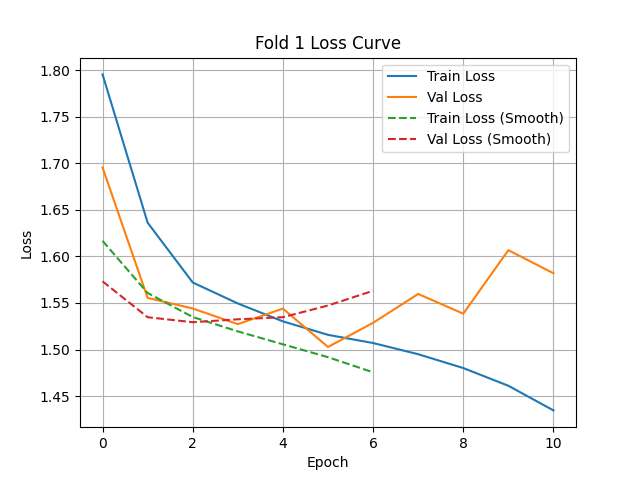 Fold 1 Loss Curve
1.80
1.75
1.70
1.65
1.60
1.55
1.50
1.45
Loss
Train Loss
Val Loss
Train Loss (Smooth)
Val Loss (Smooth)
0 2 4 6 8 10
Epoch